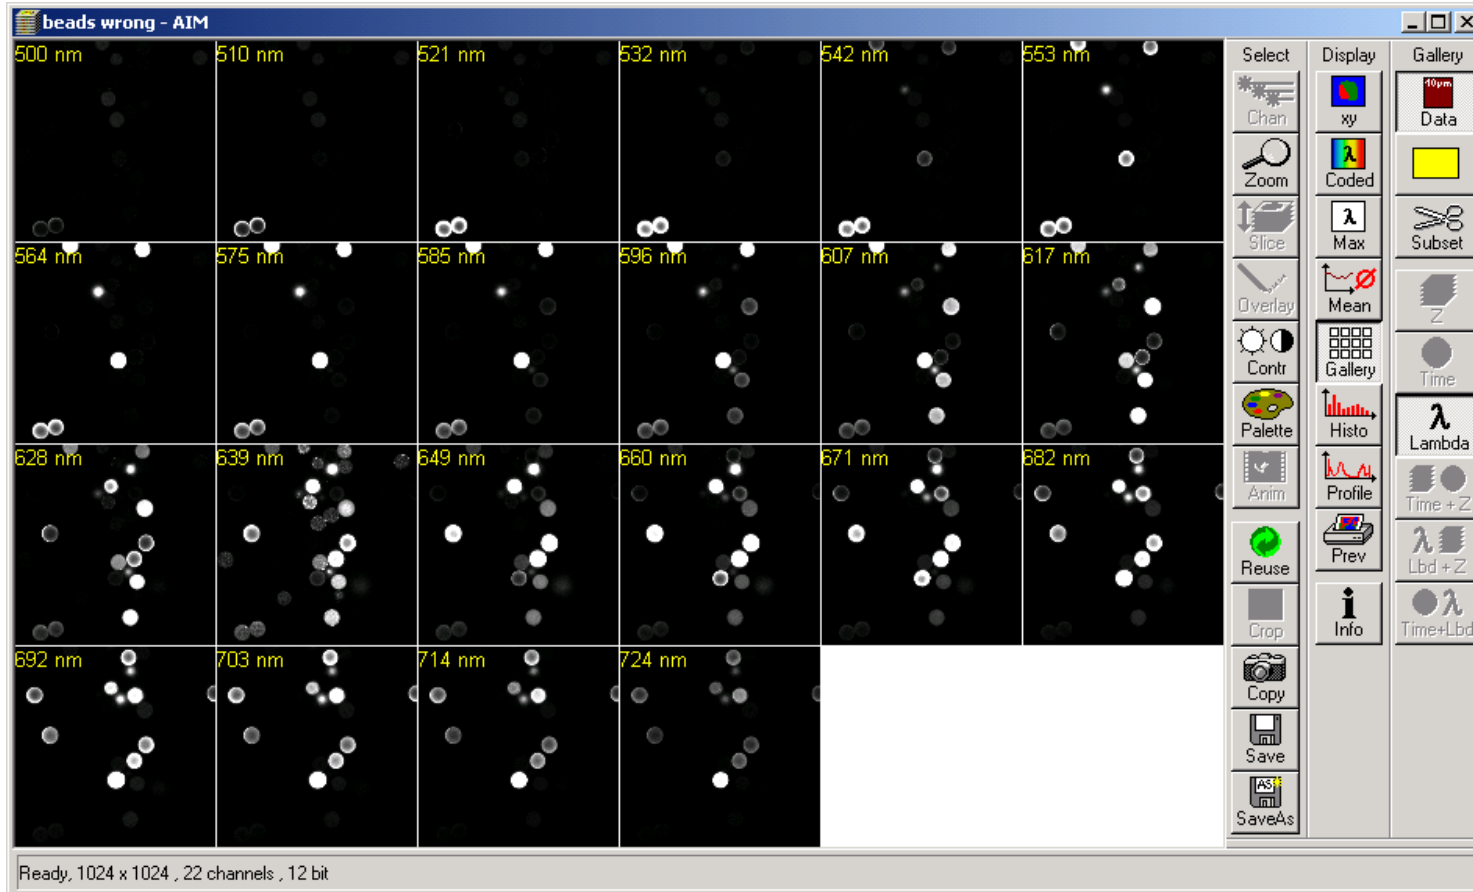 beads wrong - AIM
500 nm
510 nm
521 nm
532 nm
542 nm
553 nm
564 nm
575 nm
585 nm
596 nm
607 nm
617 nm
628 nm
639 nm
649 nm
660 nm
671 nm
682 nm
692 nm
703 nm
714 nm
724 nm
Select
Chan
Zoom
Slice
Overlay
Contr
Palette
Anim
Reuse
Crop
Copy
Save
AS
SaveAs
Display
xy
λ
Coded
λ
Max
Mean
Gallery
Histo
Profile
Prev
i
Info
Gallery
10µm
Data
Subset
Z
Time
λ
Lambda
Time + Z
λ
Lbd + Z
λ
Time+Lbd
Ready, 1024 x 1024 , 22 channels , 12 bit